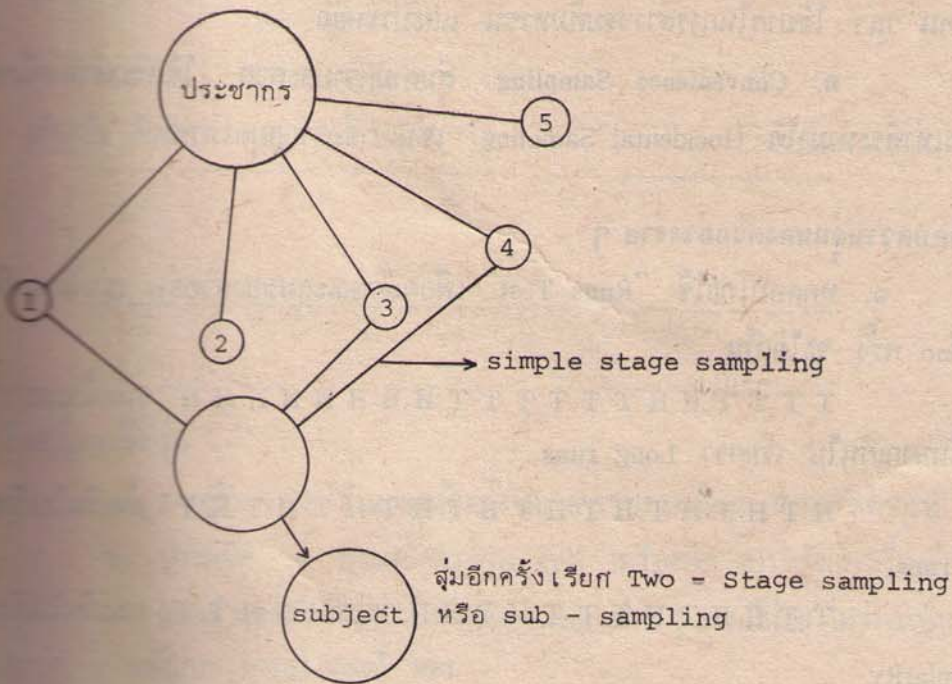 ประชากร
5
4
1
3
2
simple stage sampling
สุ่มอีกครั้งเรียก Two = Stage sampling
subject หรือ sub - sampling